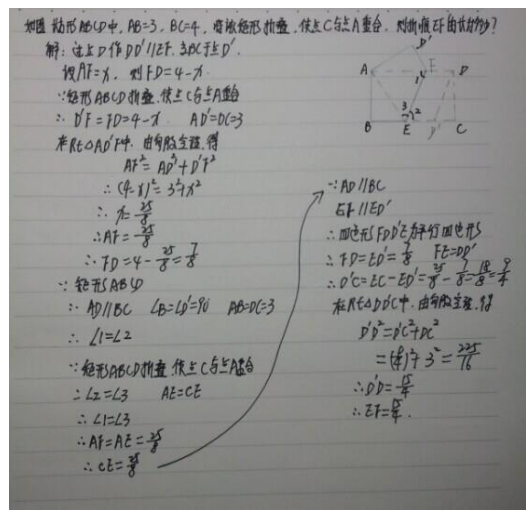 如图 矩形ABCD中, AB=3, BC=4, 将该矩形折叠, 使点C与点A重合, 则折痕EF的长为多少?
解: 过点D作DD'//EF交BC于点D'.
设AF=x, 则FD=4-x.
∵矩形ABCD折叠, 使点C与点A重合
∴D'F=FD=4-x AD'=DC=3
在Rt△AD'F中, 由勾股定理, 得
AF²=AD'²+D'F²
∴(4-x)²=3²+x²
∴x=25/8
∴AF=25/8
∴FD=4-25/8=7/8
∵矩形ABCD
∴AD//BC ∠B=∠D'=90 AB=DC=3
∴∠1=∠2
∵矩形ABCD折叠, 使点C与点A重合
∴∠2=∠3 AE=CE
∴∠1=∠3
∴AF=AE=25/8
∴CE=25/8
D'
A F D
1
3 2
B E D' C
∵AD//BC
EF//ED'
∴四边形FDD'E为平行四边形
∴FD=ED'=7/8 FE=DD'
∴D'C=EC-ED'=25/8-7/8=18/8=9/4
在Rt△DD'C中, 由勾股定理, 得
D'D²=D'C²+DC²
=(9/4)²+3²=225/16
∴D'D=15/4
∴EF=15/4.